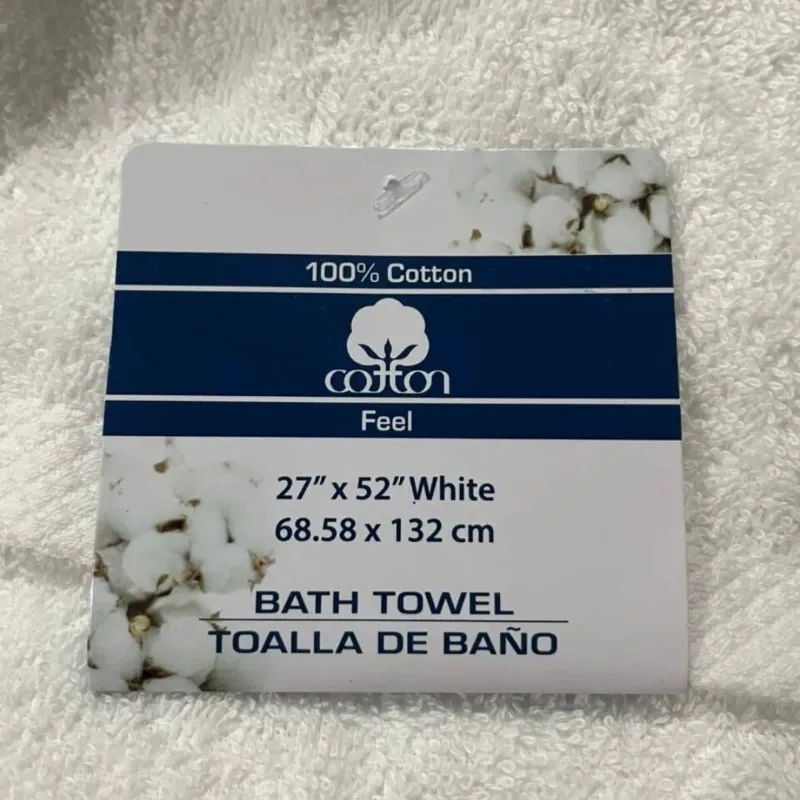 100% Cotton
cotton
Feel
27” x 52” White
68.58 x 132 cm
BATH TOWEL
TOALLA DE BAÑO